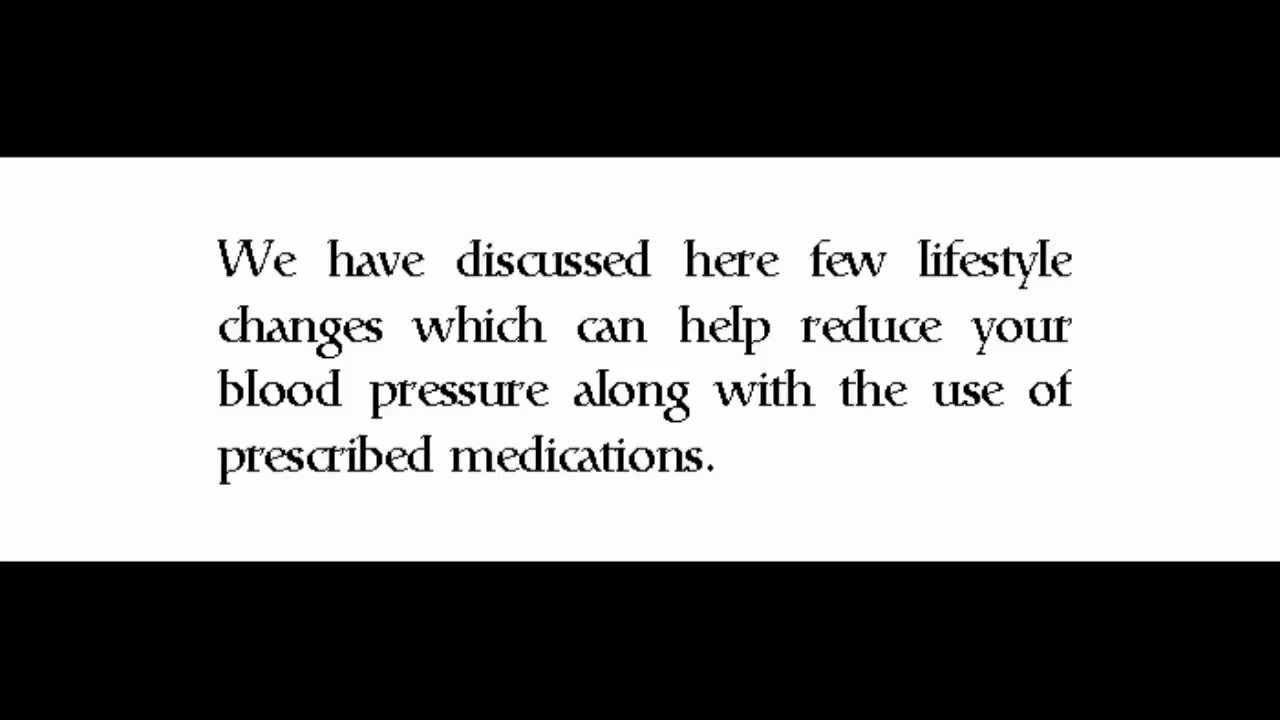 We have discussed here few lifestyle
changes which can help reduce your
blood pressure along with the use of
prescribed medications.